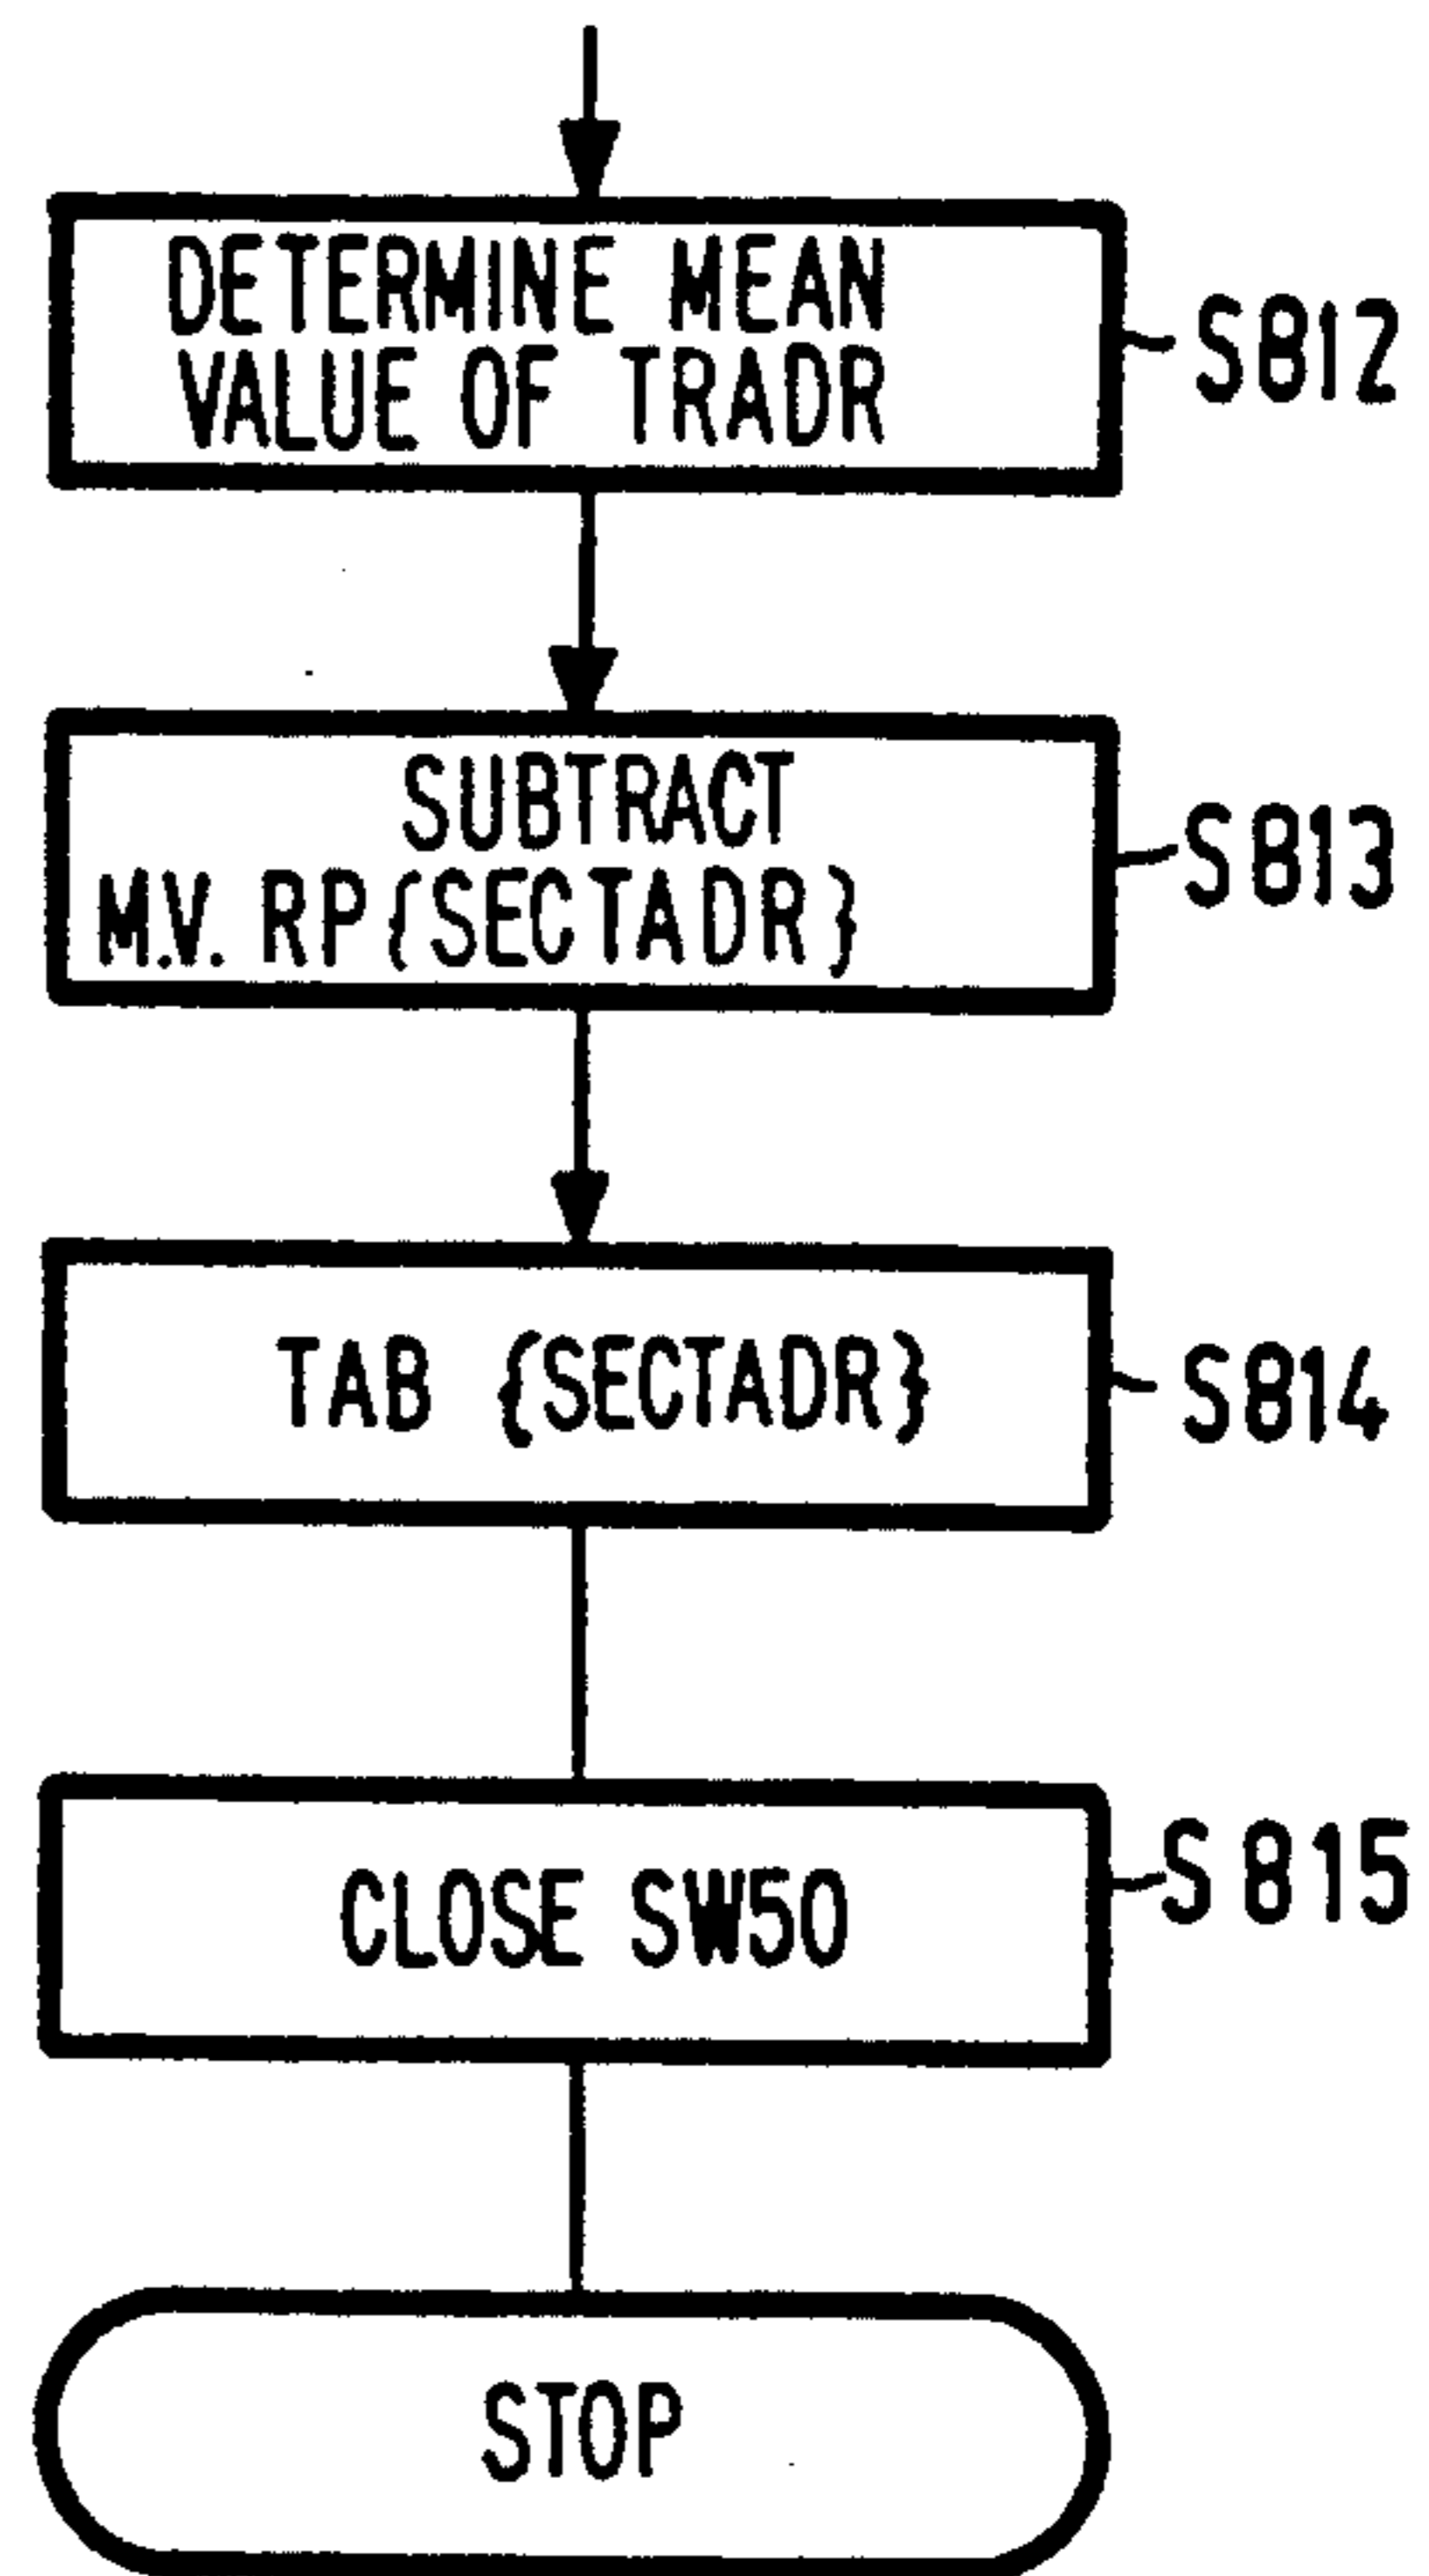 DETERMINE MEAN
VALUE OF TRADR
S812
SUBTRACT
M.V. RP{SECTADR}
S813
TAB {SECTADR}
S814
CLOSE SW50
S815
STOP